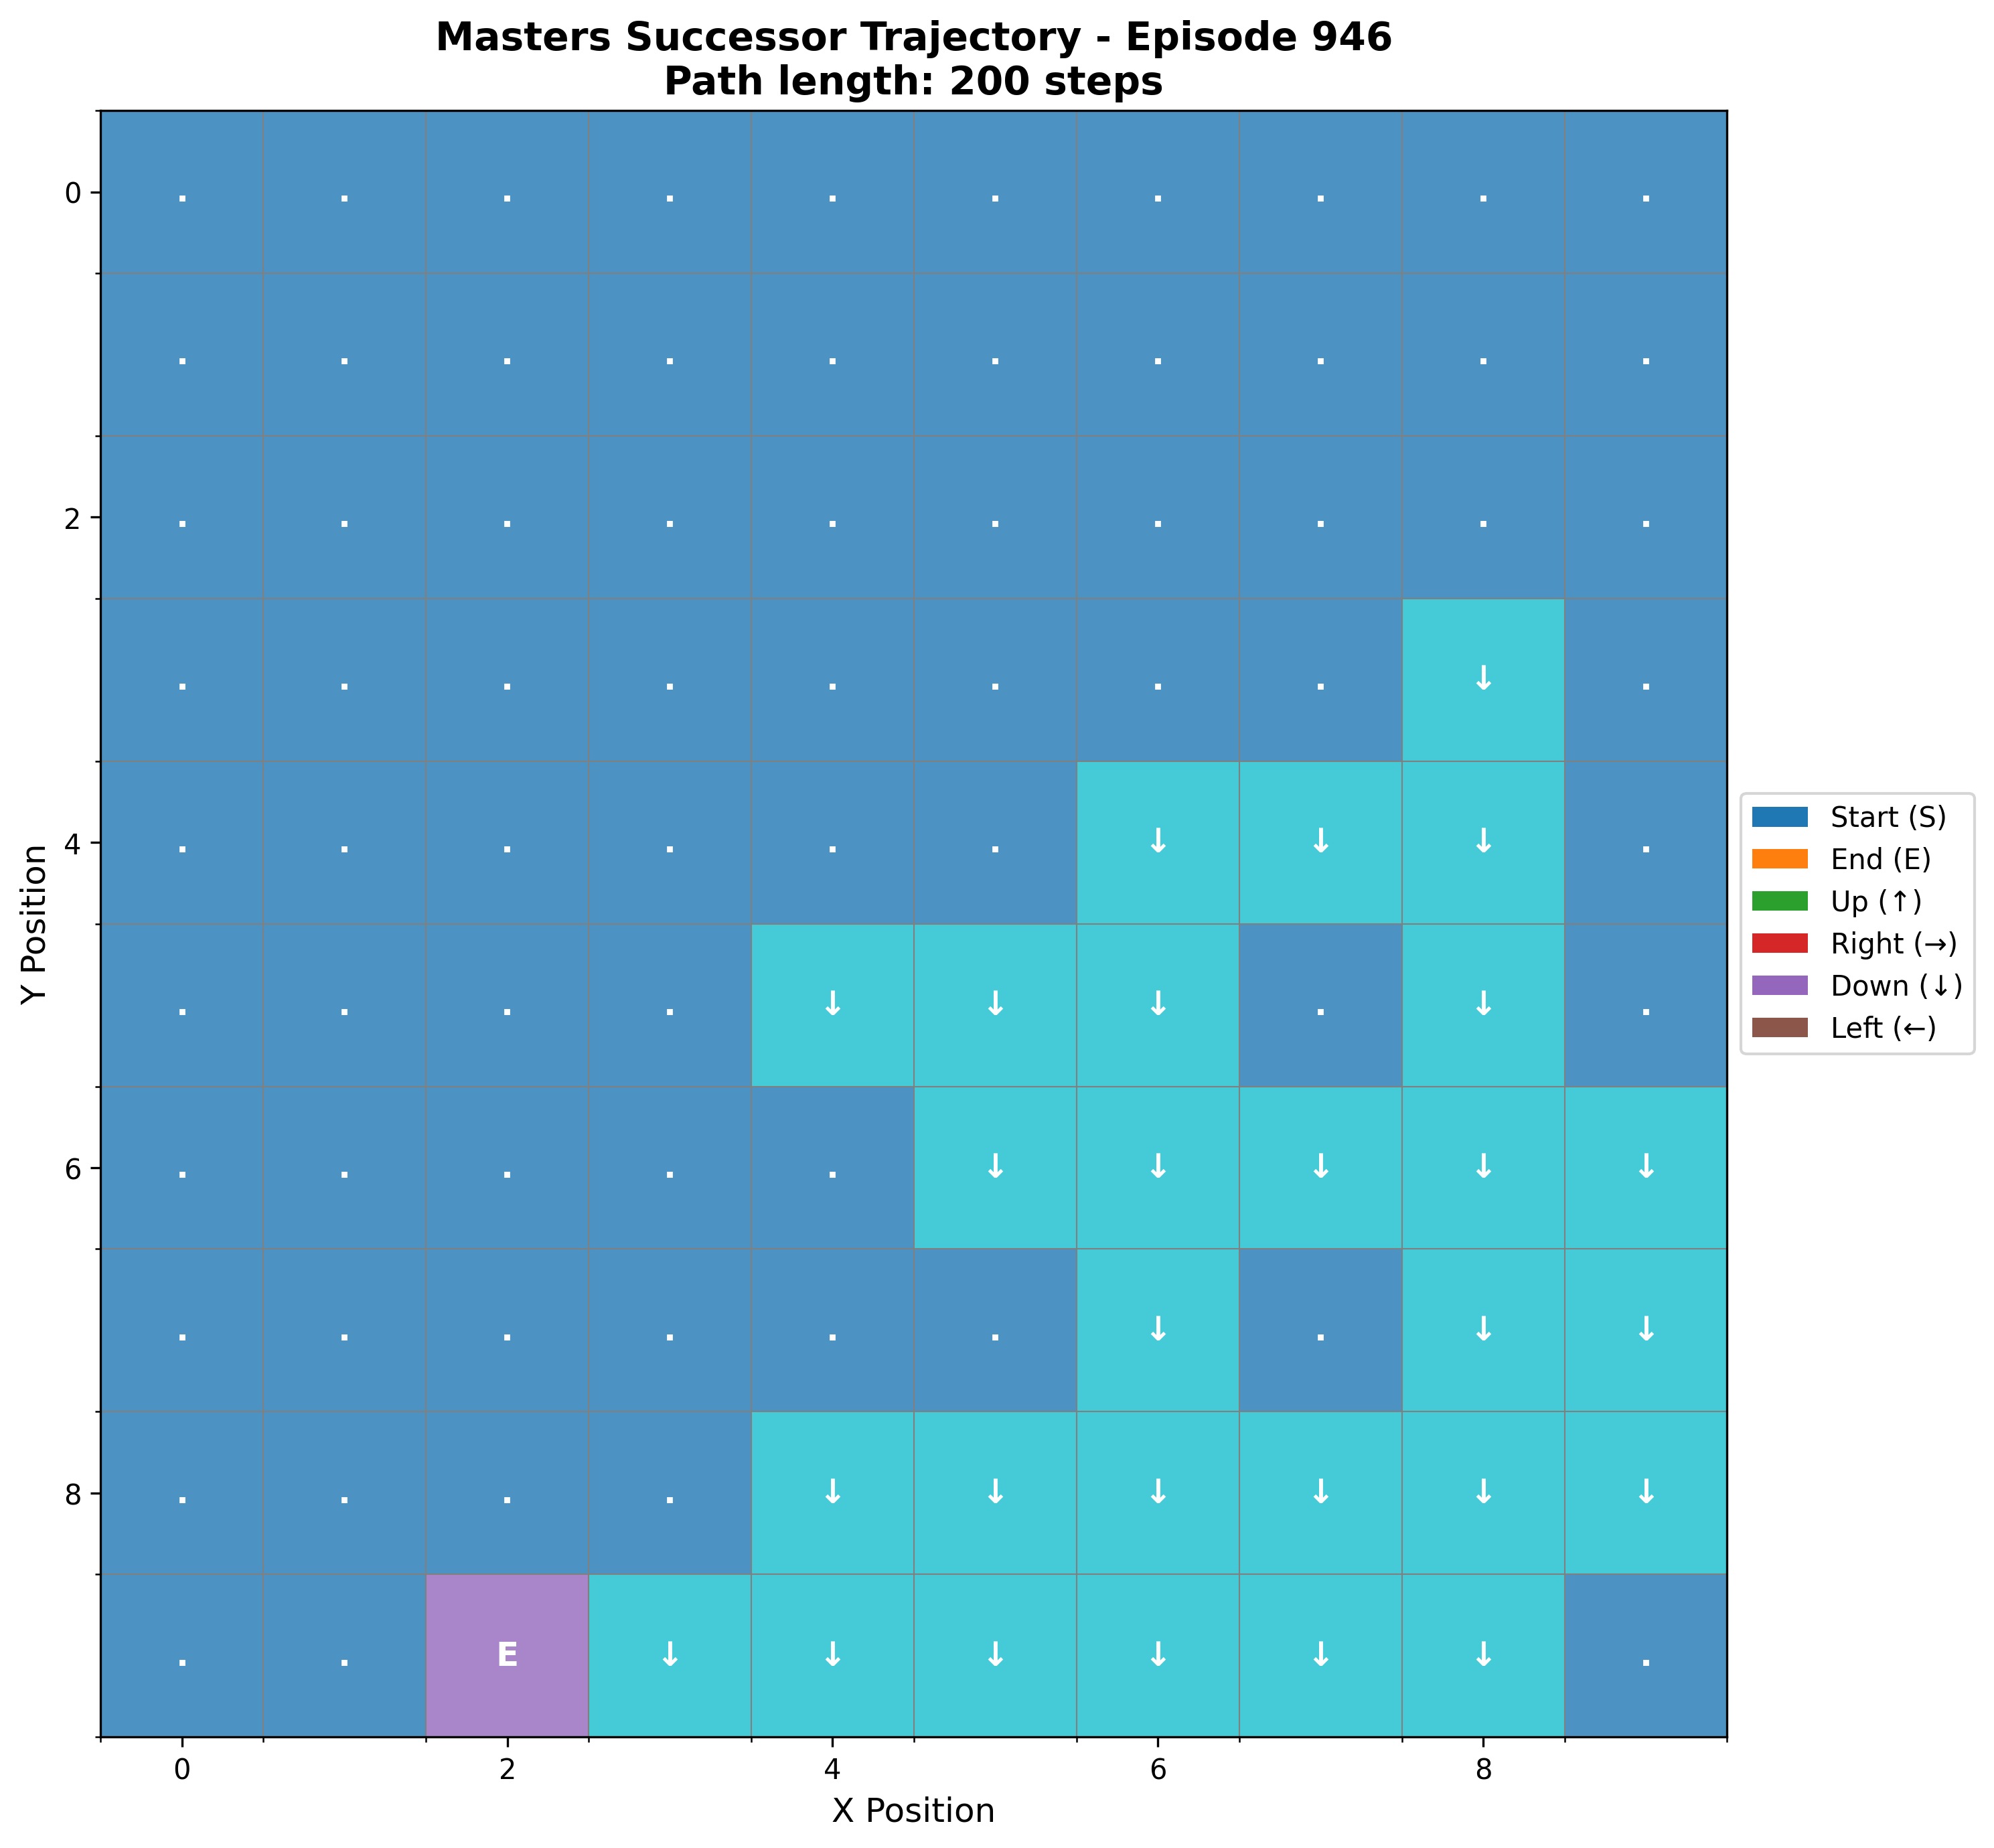 Masters Successor Trajectory - Episode 946
Path length: 200 steps
0 . . . . . . . . . .
. . . . . . . . . .
2 . . . . . . . . . .
. . . . . . . . ↓ .
4 . . . . . . ↓ ↓ ↓ .
. . . . ↓ ↓ ↓ . ↓ .
6 . . . . . ↓ ↓ ↓ ↓ ↓
. . . . . . ↓ . ↓ ↓
8 . . . . ↓ ↓ ↓ ↓ ↓ ↓
. . E ↓ ↓ ↓ ↓ ↓ ↓ .
0 2 4 6 8
X Position
Y Position
Start (S)
End (E)
Up (↑)
Right (→)
Down (↓)
Left (←)